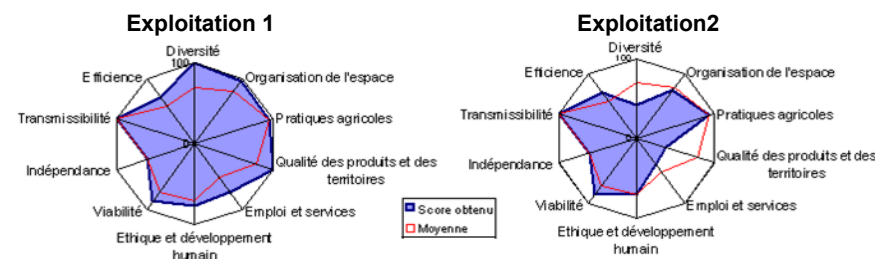 Exploitation 1
Diversité
100
Organisation de l'espace
Pratiques agricoles
Qualité des produits et des
territoires
Emploi et services
Ethique et développement
humain
Viabilité
Indépendance
Transmissibilité
Efficience
0
Score obtenu
Moyenne
Exploitation2
Diversité
100
Organisation de l'espace
Pratiques agricoles
Qualité des produits et des
territoires
Emploi et services
Ethique et développement
humain
Viabilité
Indépendance
Transmissibilité
Efficience
0